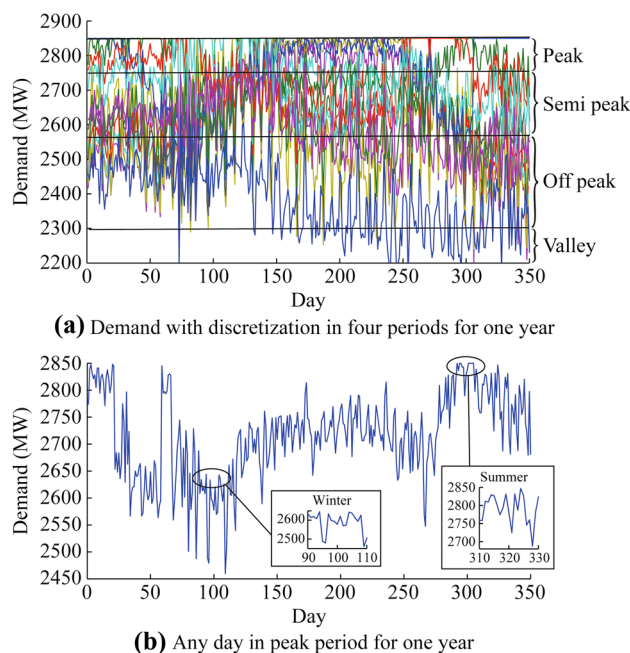 2900
2800
2700
2600
2500
2400
2300
2200
Demand (MW)
Peak
Semi peak
Off peak
Valley
0 50 100 150 200 250 300 350
Day
(a) Demand with discretization in four periods for one year
2850
2800
2750
2700
2650
2600
2550
2500
2450
Demand (MW)
Winter
2600
2500
90 100 110
Summer
2850
2800
2750
2700
310 320 330
0 50 100 150 200 250 300 350
Day
(b) Any day in peak period for one year